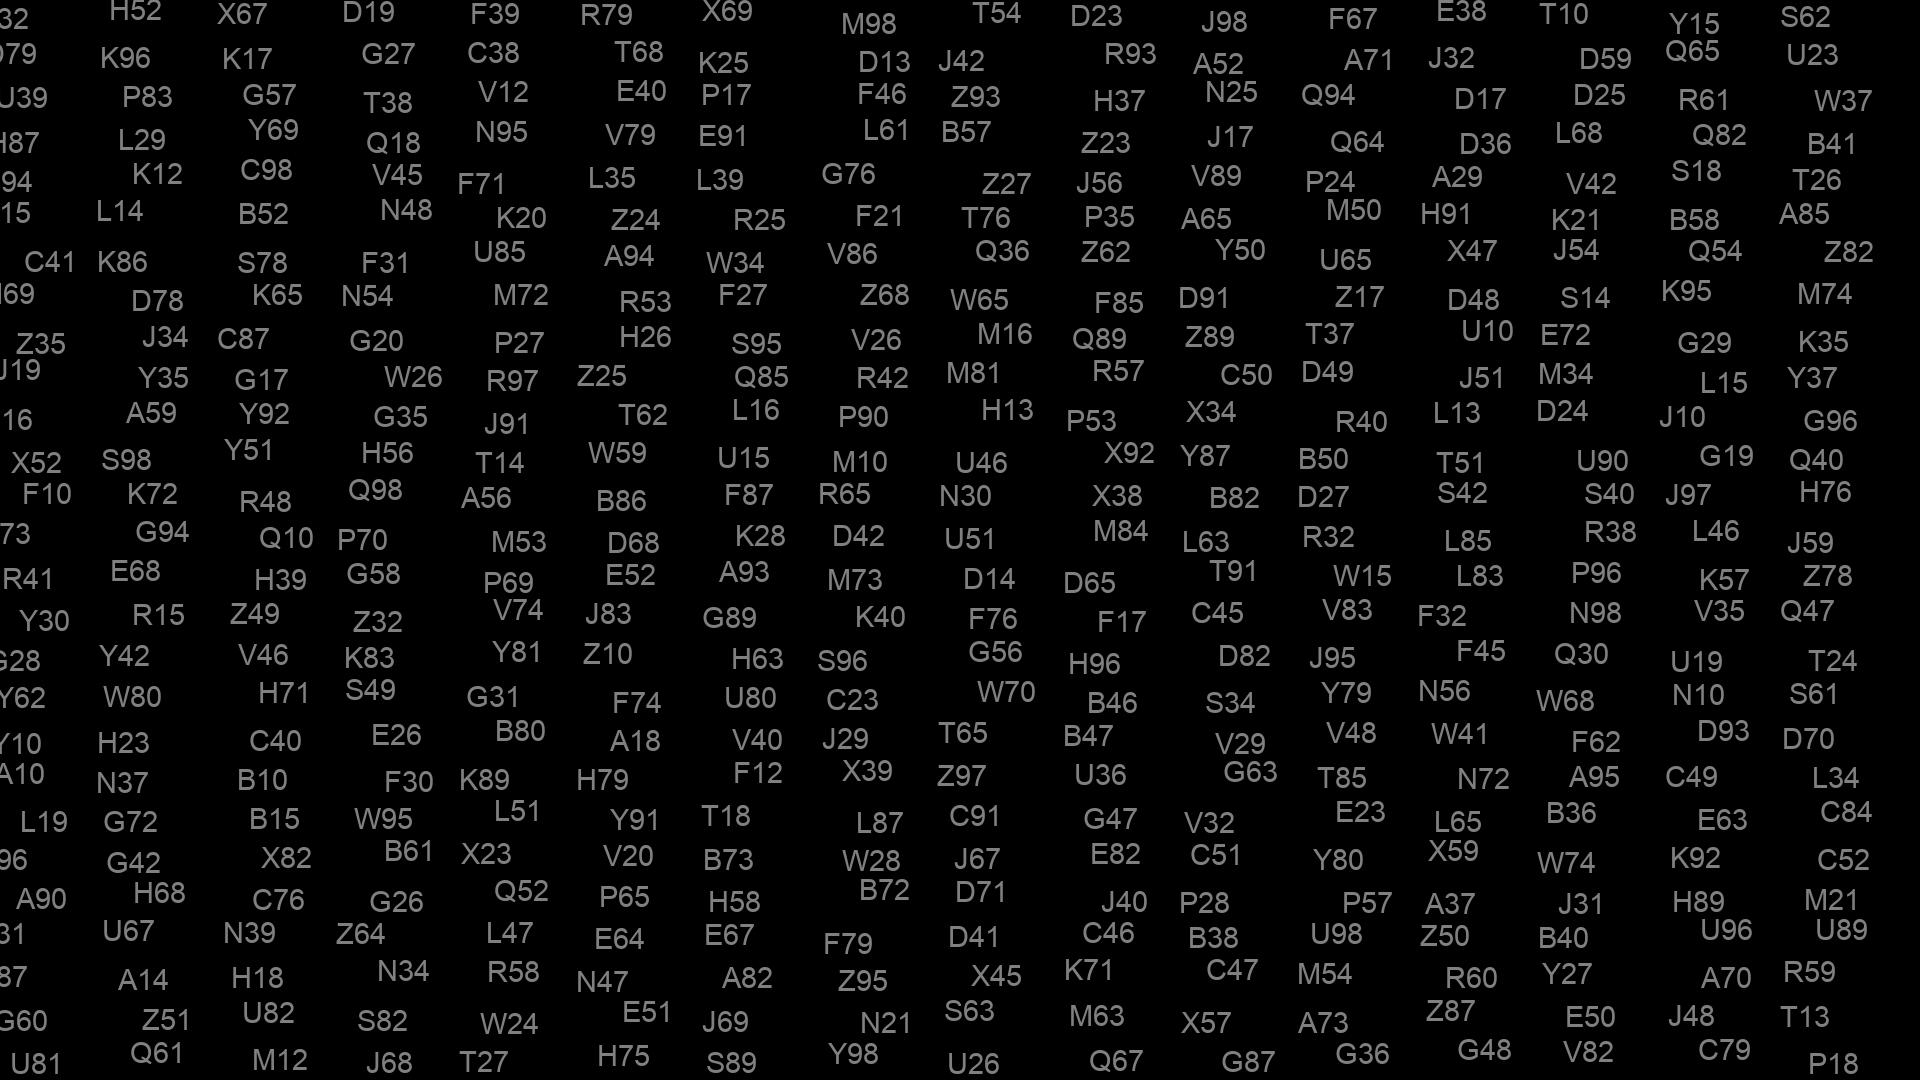 32 H52 X67 D19 F39 R79 X69 M98 T54 D23 J98 F67 E38 T10 Y15 S62
D79 K96 K17 G27 C38 T68 K25 D13 J42 R93 A52 A71 J32 D59 Q65 U23
U39 P83 G57 T38 V12 E40 P17 F46 Z93 H37 N25 Q94 D17 D25 R61 W37
H87 L29 Y69 Q18 N95 V79 E91 L61 B57 Z23 J17 Q64 D36 L68 Q82 B41
94 K12 C98 V45 F71 L35 L39 G76 Z27 J56 V89 P24 A29 V42 S18 T26
15 L14 B52 N48 K20 Z24 R25 F21 T76 P35 A65 M50 H91 K21 B58 A85
C41 K86 S78 F31 U85 A94 W34 V86 Q36 Z62 Y50 U65 X47 J54 Q54 Z82
69 D78 K65 N54 M72 R53 F27 Z68 W65 F85 D91 Z17 D48 S14 K95 M74
Z35 J34 C87 G20 P27 H26 S95 V26 M16 Q89 Z89 T37 U10 E72 G29 K35
J19 Y35 G17 W26 R97 Z25 Q85 R42 M81 R57 C50 D49 J51 M34 L15 Y37
16 A59 Y92 G35 J91 T62 L16 P90 H13 P53 X34 R40 L13 D24 J10 G96
X52 S98 Y51 H56 T14 W59 U15 M10 U46 X92 Y87 B50 T51 U90 G19 Q40
F10 K72 R48 Q98 A56 B86 F87 R65 N30 X38 B82 D27 S42 S40 J97 H76
73 G94 Q10 P70 M53 D68 K28 D42 U51 M84 L63 R32 L85 R38 L46 J59
R41 E68 H39 G58 P69 E52 A93 M73 D14 D65 T91 W15 L83 P96 K57 Z78
Y30 R15 Z49 Z32 V74 J83 G89 K40 F76 F17 C45 V83 F32 N98 V35 Q47
G28 Y42 V46 K83 Y81 Z10 H63 S96 G56 H96 D82 J95 F45 Q30 U19 T24
Y62 W80 H71 S49 G31 F74 U80 C23 W70 B46 S34 Y79 N56 W68 N10 S61
Y10 H23 C40 E26 B80 A18 V40 J29 T65 B47 V29 V48 W41 F62 D93 D70
A10 N37 B10 F30 K89 H79 F12 X39 Z97 U36 G63 T85 N72 A95 C49 L34
L19 G72 B15 W95 L51 Y91 T18 L87 C91 G47 V32 E23 L65 B36 E63 C84
96 G42 X82 B61 X23 V20 B73 W28 J67 E82 C51 Y80 X59 W74 K92 C52
A90 H68 C76 G26 Q52 P65 H58 B72 D71 J40 P28 P57 A37 J31 H89 M21
31 U67 N39 Z64 L47 E64 E67 F79 D41 C46 B38 U98 Z50 B40 U96 U89
87 A14 H18 N34 R58 N47 A82 Z95 X45 K71 C47 M54 R60 Y27 A70 R59
G60 Z51 U82 S82 W24 E51 J69 N21 S63 M63 X57 A73 Z87 E50 J48 T13
U81 Q61 M12 J68 T27 H75 S89 Y98 U26 Q67 G87 G36 G48 V82 C79 P18